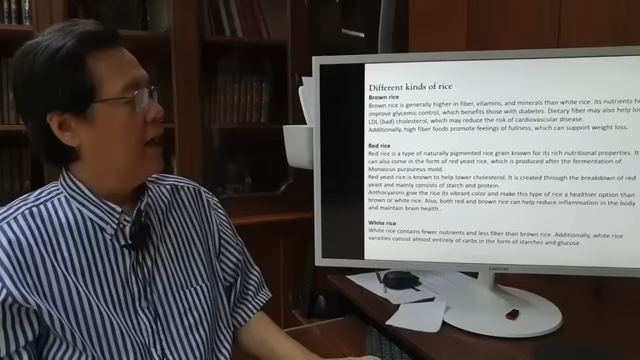 Different kinds of rice
Brown rice
Brown rice is generally higher in fiber, vitamins, and minerals than white rice. Its nutrients
improve glycemic control, which benefits those with diabetes. Dietary fiber may also help
LDL (bad) cholesterol, which may reduce the risk of cardiovascular disease.
Additionally, high fiber foods promote feelings of fullness, which can support weight loss.
Red rice
Red rice is a type of naturally pigmented rice grain known for its rich nutritional properties. It
can also come in the form of red yeast rice, which is produced after the fermentation of
Monascus purpureus mold.
Red yeast rice is known to help lower cholesterol. It is created through the breakdown of red
yeast and mainly consists of starch and protein.
Anthocyanins give the rice its vibrant color and make this type of rice a healthier option than
brown or white rice. Also, both red and brown rice can help reduce inflammation in the body
and maintain brain health.
White rice
White rice contains fewer nutrients and less fiber than brown rice. Additionally, white rice
varieties consist almost entirely of carbs in the form of starches and glucose.